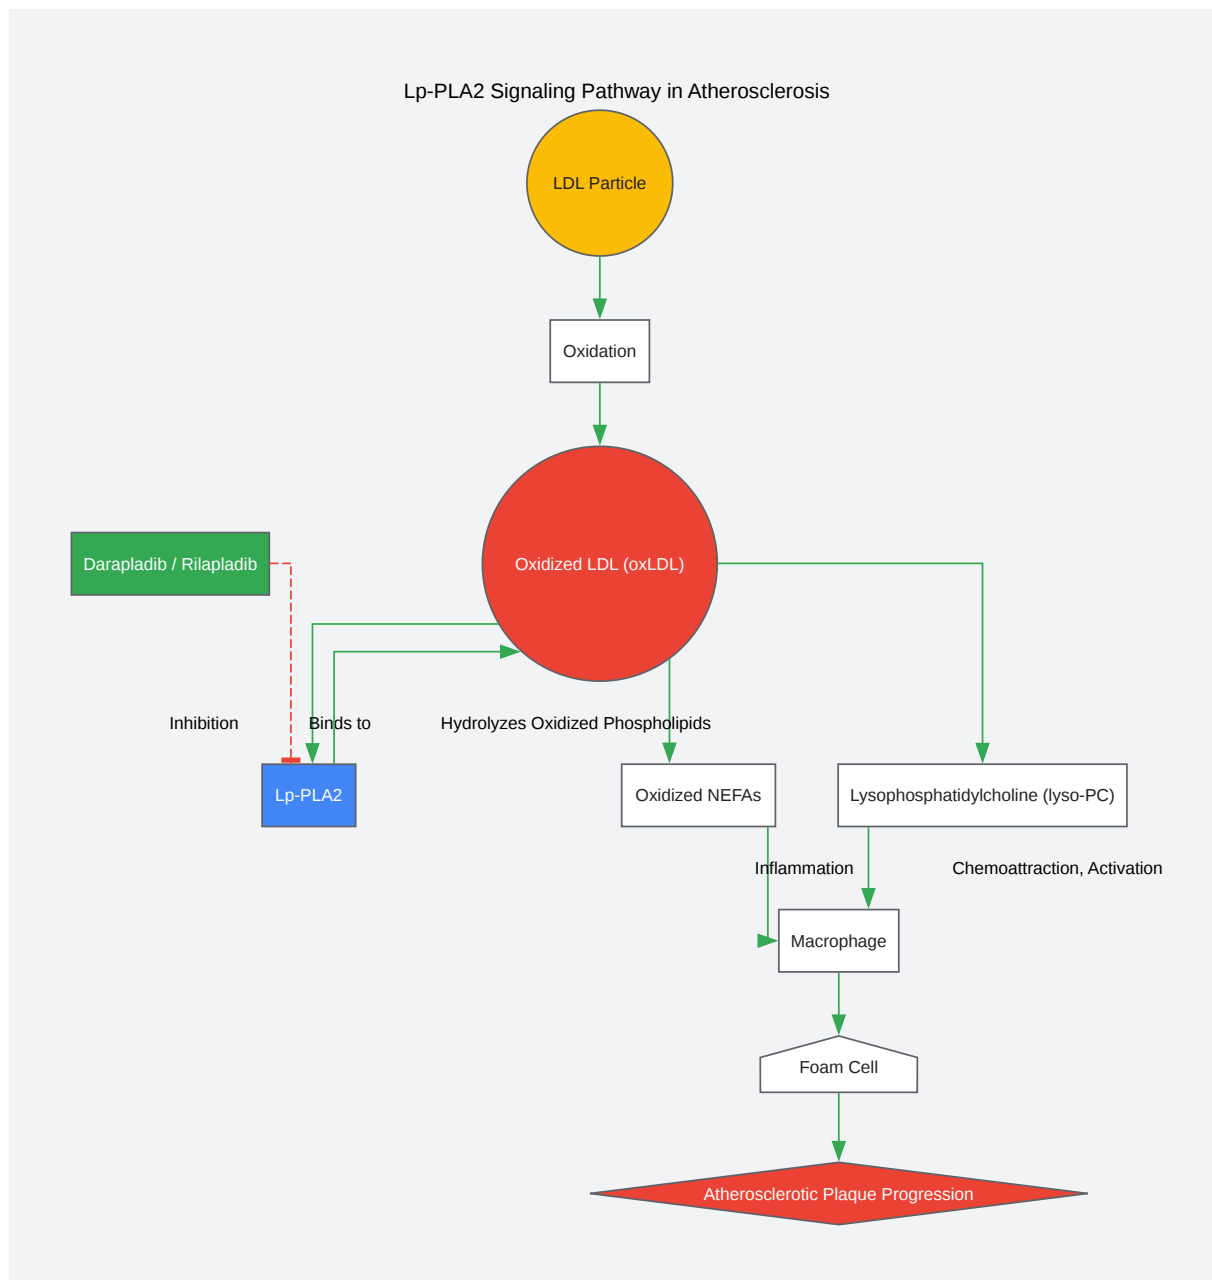 Lp-PLA2 Signaling Pathway in Atherosclerosis
LDL Particle
Oxidation
Darapladib / Rilapladib
Oxidized LDL (oxLDL)
Inhibition
Binds to
Hydrolyzes Oxidized Phospholipids
Lp-PLA2
Oxidized NEFAs
Lysophosphatidylcholine (lyso-PC)
Inflammation
Chemoattraction, Activation
Macrophage
Foam Cell
Atherosclerotic Plaque Progression